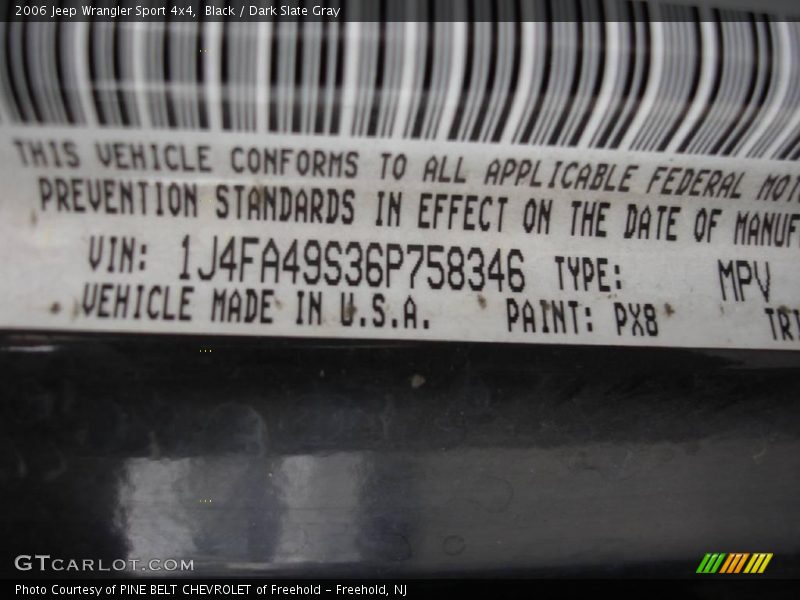 2006 Jeep Wrangler Sport 4x4, Black / Dark Slate Gray
THIS VEHICLE CONFORMS TO ALL APPLICABLE FEDERAL
PREVENTION STANDARDS IN EFFECT ON THE DATE OF
VIN: 1J4FA49S36P758346 TYPE: MPV
VEHICLE MADE IN U.S.A. PAINT: PX8
GTCARLOT.COM
Photo Courtesy of PINE BELT CHEVROLET of Freehold - Freehold, NJ